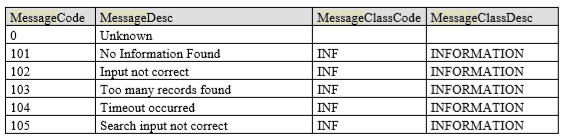 MessageCode MessageDesc MessageClassCode MessageClassDesc
0 Unknown
101 No Information Found INF INFORMATION
102 Input not correct INF INFORMATION
103 Too many records found INF INFORMATION
104 Timeout occurred INF INFORMATION
105 Search input not correct INF INFORMATION